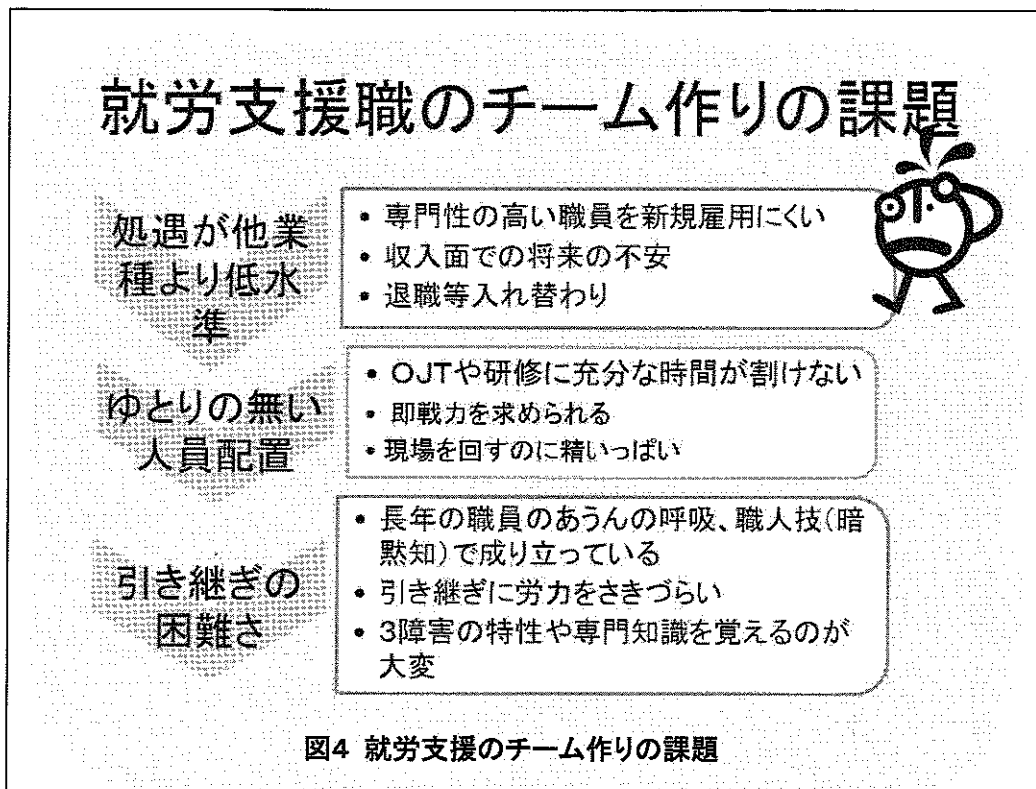 就労支援職のチーム作りの課題
処遇が他業
種より低水
準
• 専門性の高い職員を新規雇用にくい
• 収入面での将来の不安
• 退職等入れ替わり
ゆとりの無い
人員配置
• OJTや研修に充分な時間が割けない
• 即戦力を求められる
• 現場を回すのに精いっぱい
引き継ぎの
困難さ
• 長年の職員のあうんの呼吸、職人技(暗
黙知)で成り立っている
• 引き継ぎに労力をさきづらい
• 3障害の特性や専門知識を覚えるのが
大変
図4 就労支援のチーム作りの課題